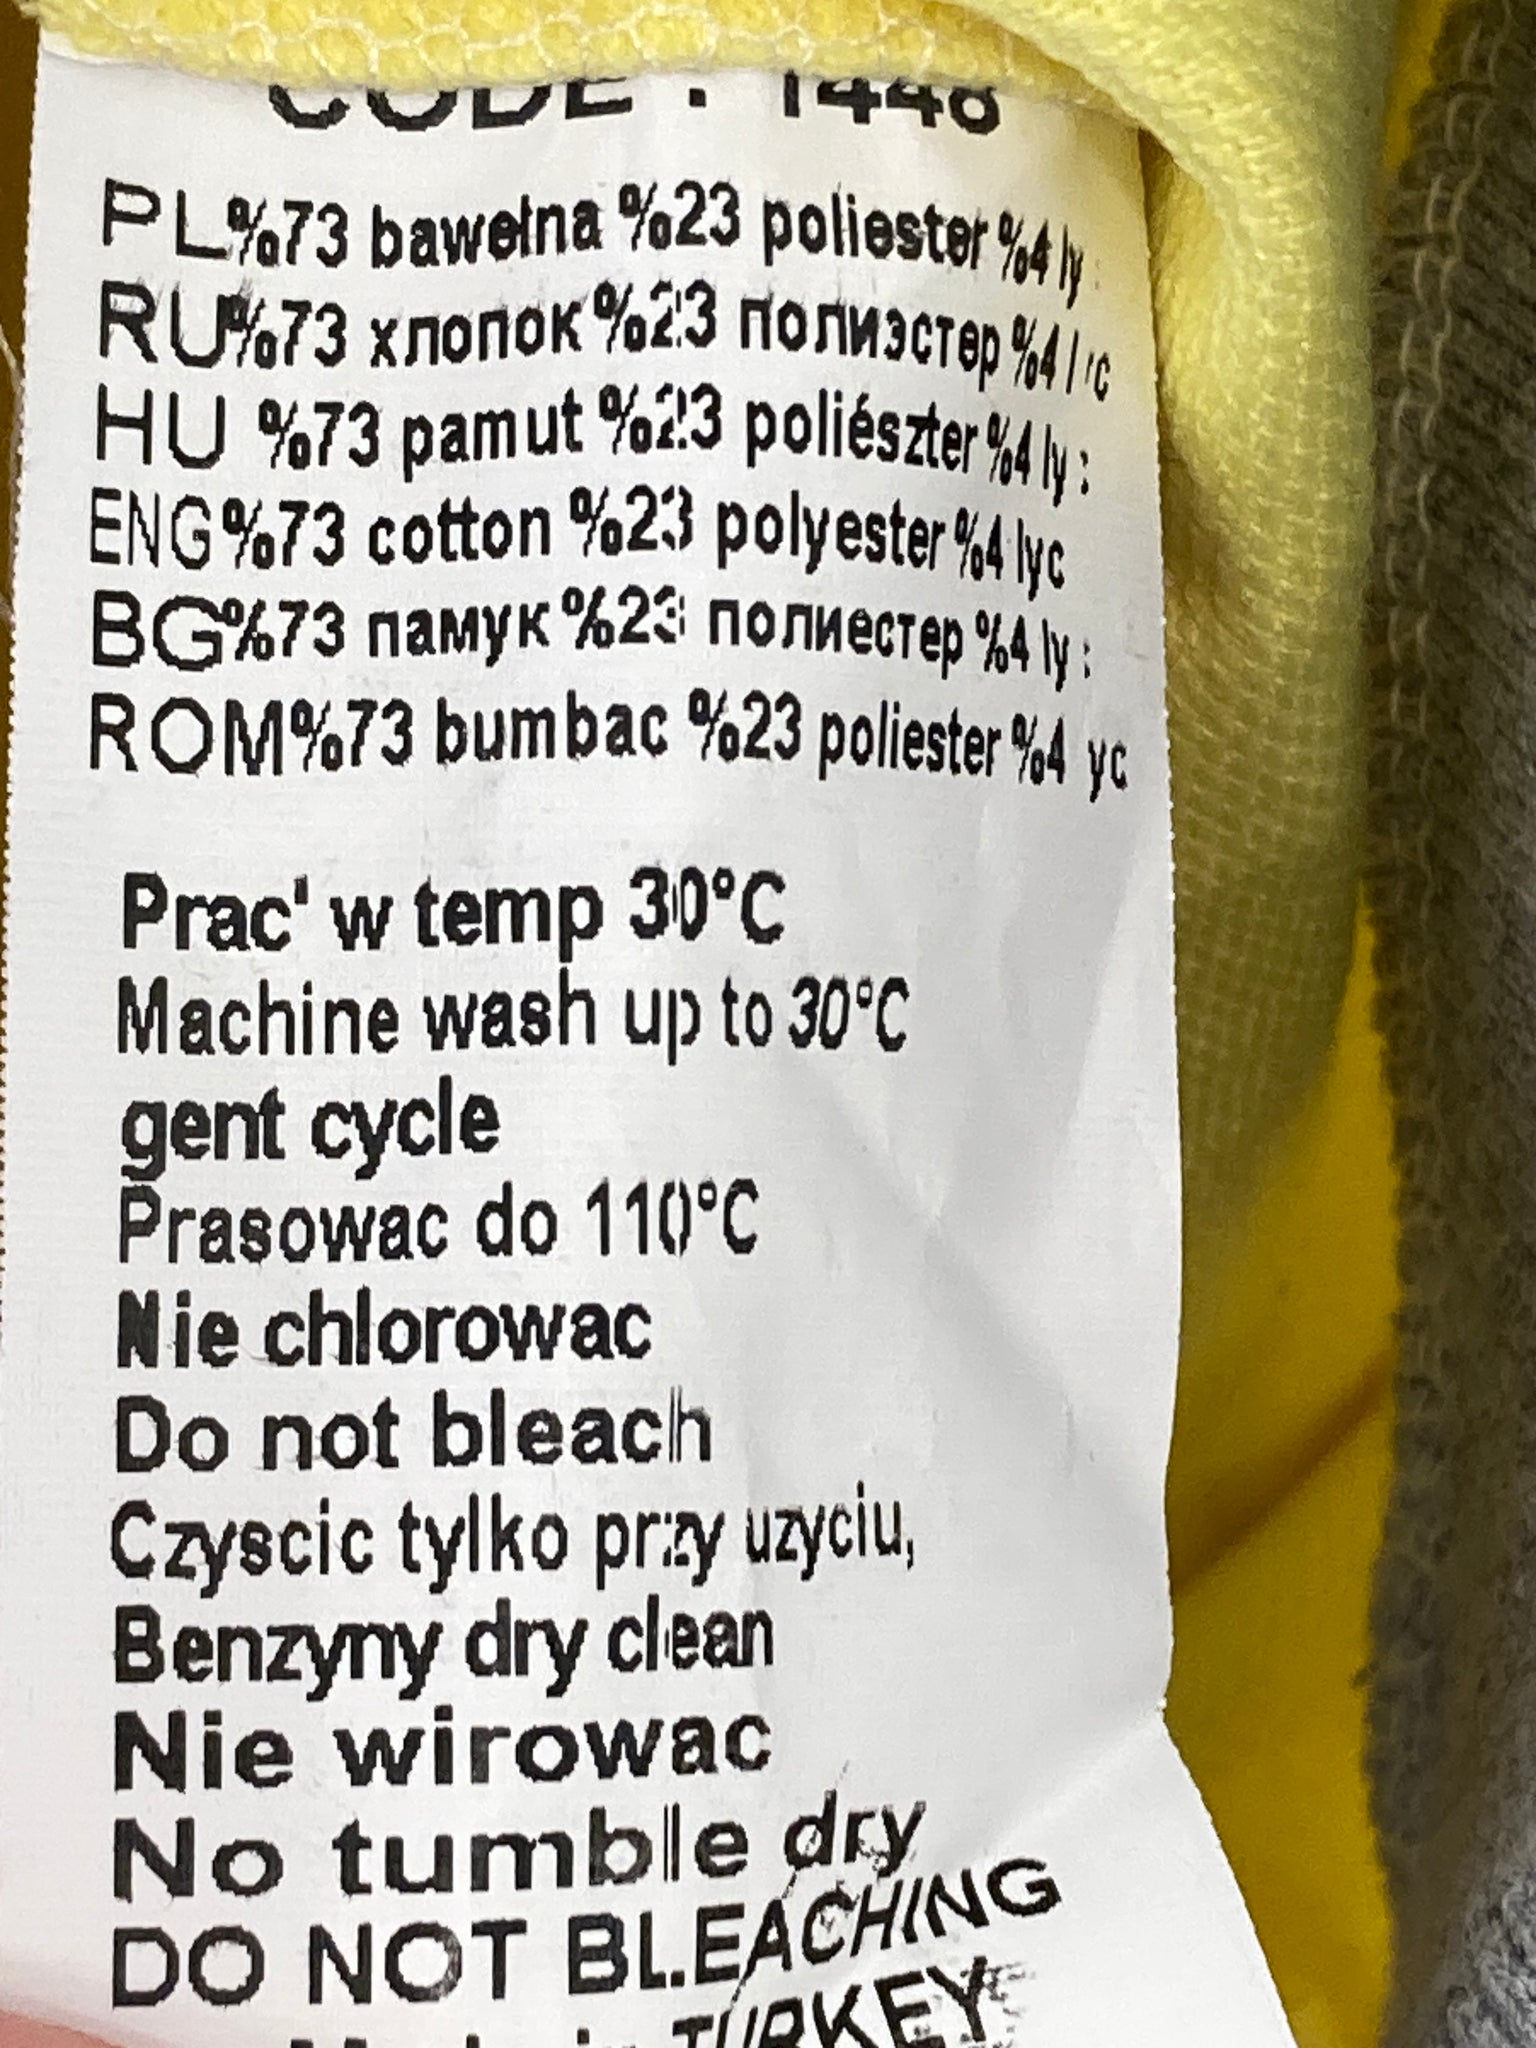 CODE : 1448
PL%73 bawełna %23 poliester %4 ly
RU%73 хлопок %23 полиэстер %4
HU %73 pamut %23 poliészter %4 ly :
ENG%73 cotton %23 polyester %4 lyc
BG%73 памук %23 полиестер %4 ly :
ROM%73 bumbac %23 poliester %4 yc
Prac' w temp 30°C
Machine wash up to 30°C
gent cycle
Prasowac do 110°C
Nie chlorowac
Do not bleach
Czyscic tylko przy uzyciu,
Benzyny dry clean
Nie wirowac
No tumble dry
DO NOT BLEACHING
Made in TURKEY